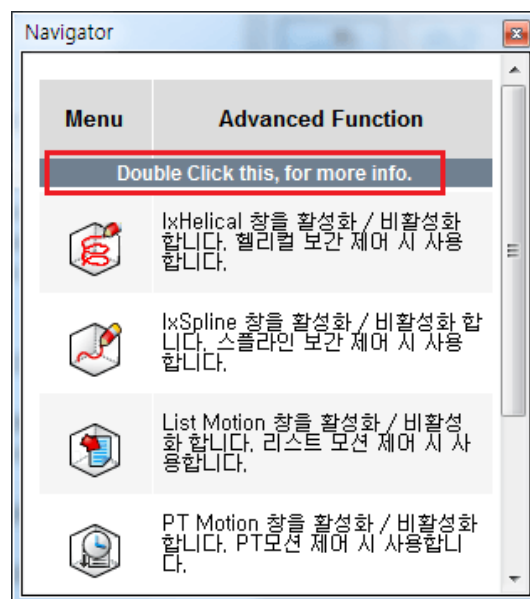 Navigator
Menu
Advanced Function
Double Click this, for more info.
IxHelical 창을 활성화 / 비활성화
합니다. 헬리컬 보간 제어 시 사용
합니다.
IxSpline 창을 활성화 / 비활성화 합
니다. 스플라인 보간 제어 시 사용
합니다.
List Motion 창을 활성화 / 비활성
화 합니다. 리스트 모션 제어 시 사
용합니다.
PT Motion 창을 활성화 / 비활성화
합니다. PT모션 제어 시 사용합니
다.